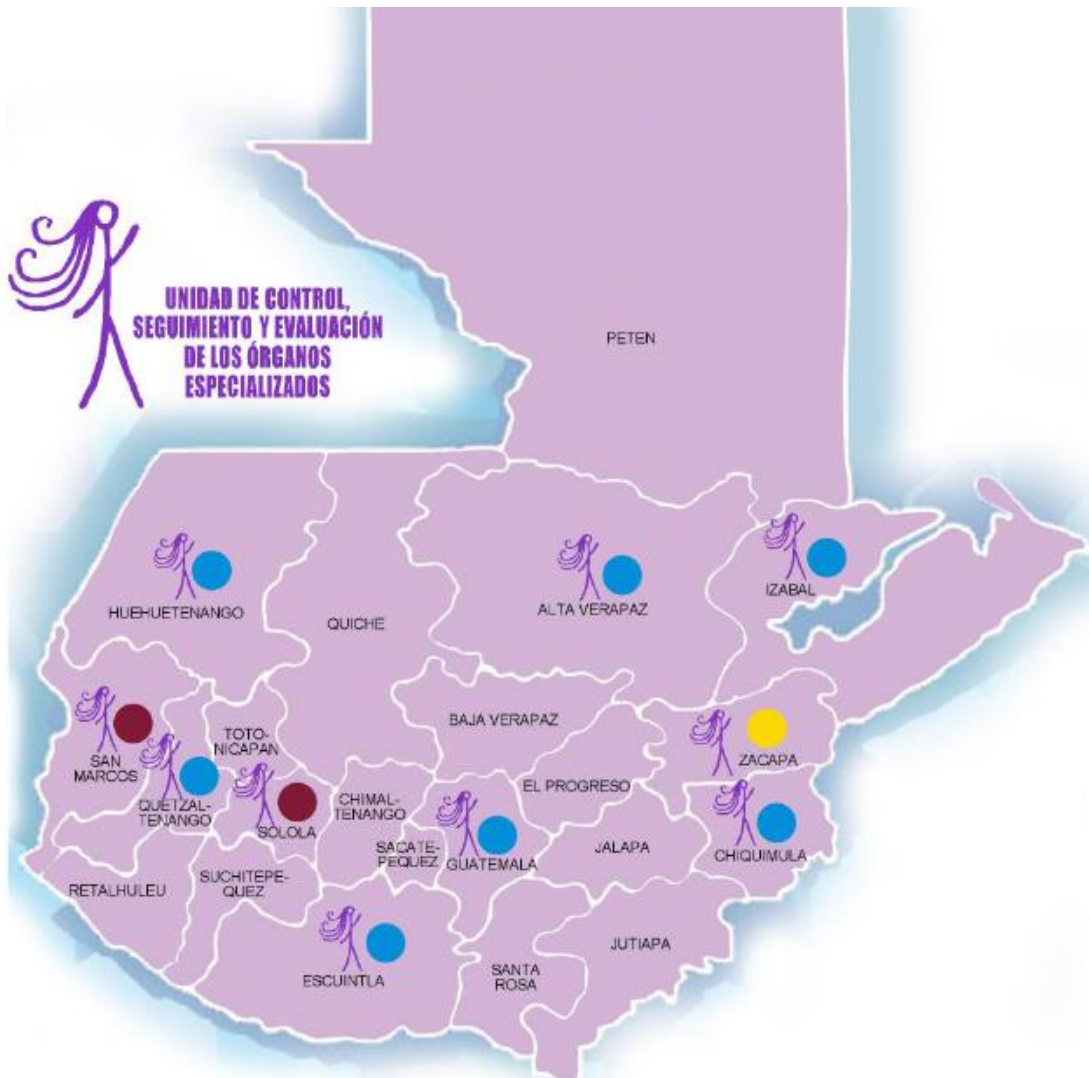 UNIDAD DE CONTROL,
SEGUIMIENTO Y EVALUACIÓN
DE LOS ÓRGANOS
ESPECIALIZADOS
PETEN
HUEHUETENANGO
QUICHE
ALTA VERAPAZ
IZABAL
SAN
MARCOS
QUETZAL-
TENANGO
TOTO-
NICAPAN
SOLOLA
CHIMAL-
TENANGO
BAJA VERAPAZ
EL PROGRESO
ZACAPA
SACATE-
PEQUEZ
GUATEMALA
JALAPA
CHIQUIMULA
RETALHULEU
SUCHITEPE-
QUEZ
ESCUINTLA
SANTA
ROSA
JUTIAPA